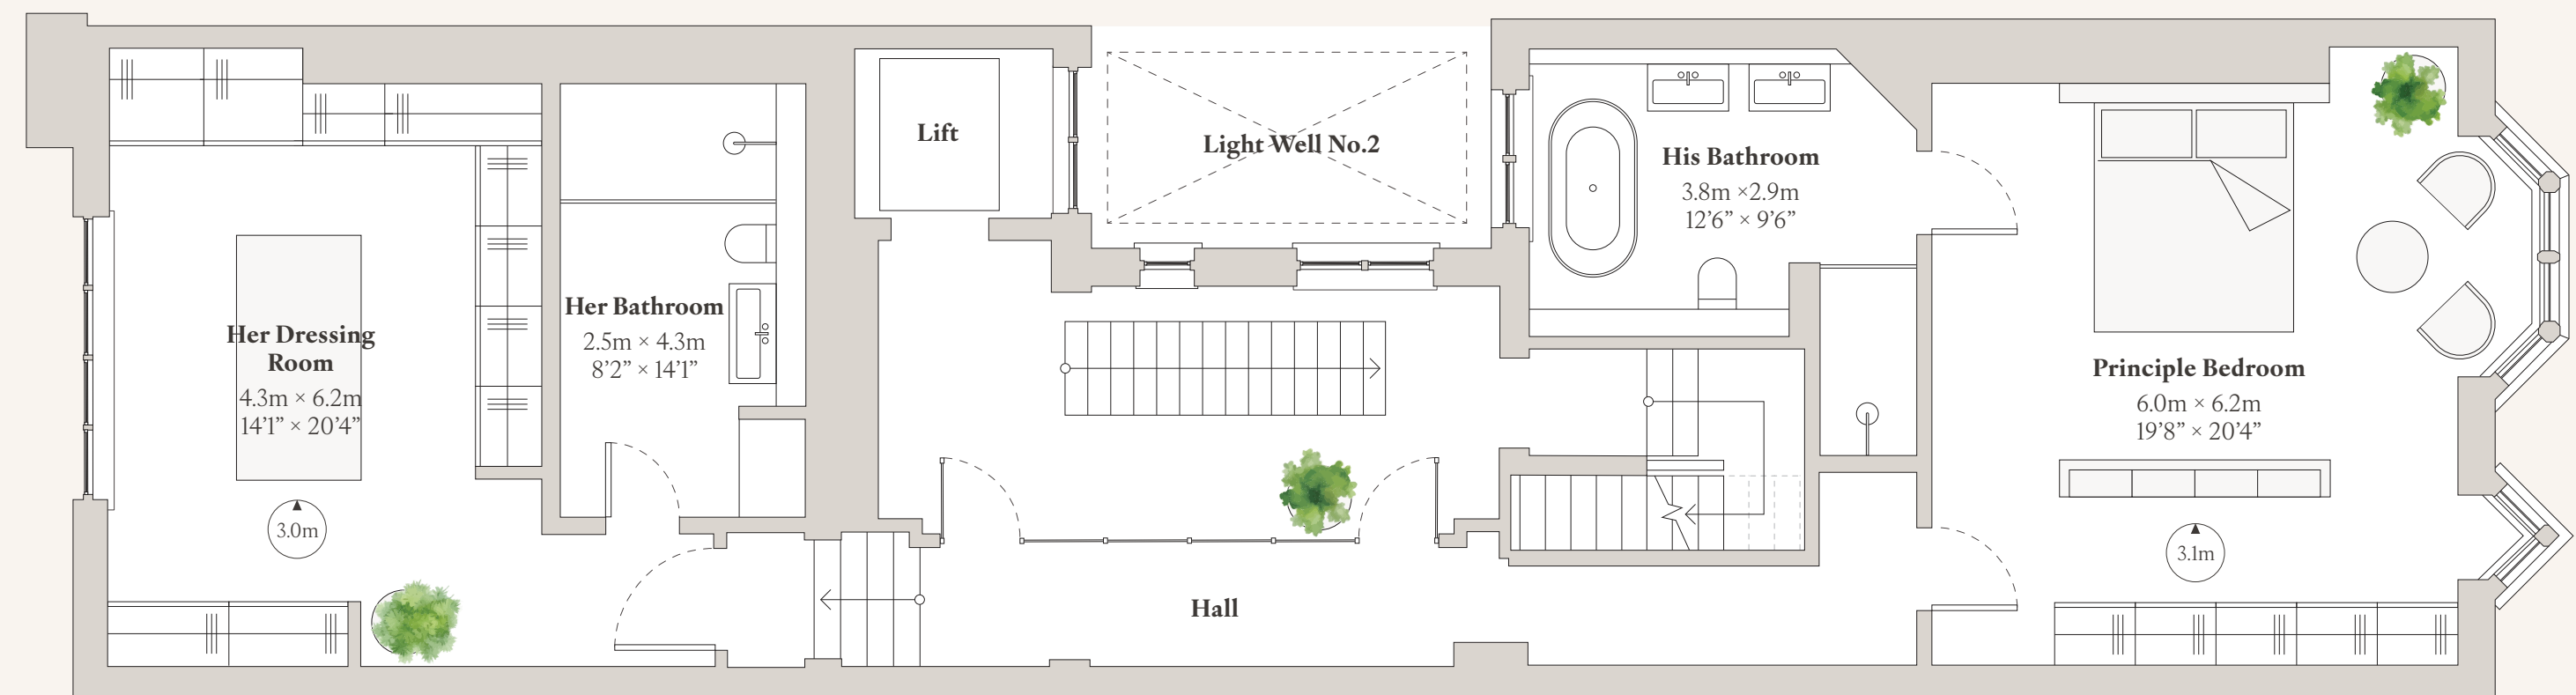 Her Dressing
Room
4.3m × 6.2m
14’1” × 20’4”
3.0m
Her Bathroom
2.5m × 4.3m
8’2” × 14’1”
Lift
Light Well No.2
Hall
His Bathroom
3.8m ×2.9m
12’6” × 9’6”
Principle Bedroom
6.0m × 6.2m
19’8” × 20’4”
3.1m